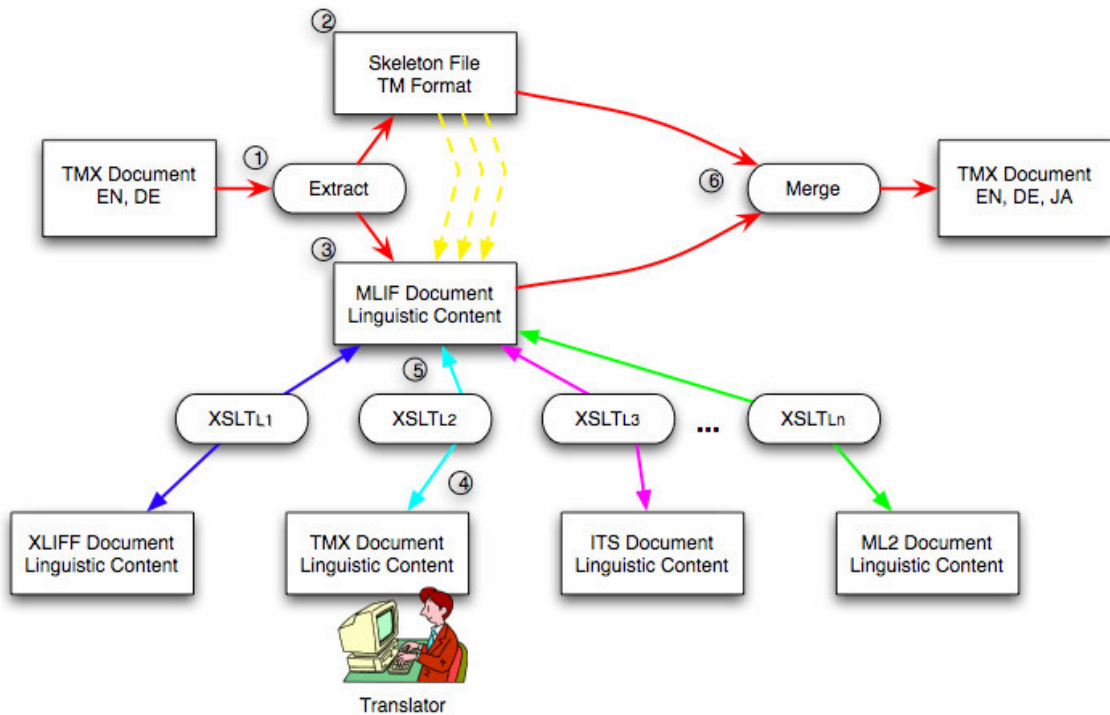 ②
Skeleton File
TM Format
①
TMX Document
EN, DE
Extract
⑥
Merge
TMX Document
EN, DE, JA
③
MLIF Document
Linguistic Content
⑤
XSLTL1
XSLTL2
XSLTL3
...
XSLTLn
④
XLIFF Document
Linguistic Content
TMX Document
Linguistic Content
ITS Document
Linguistic Content
ML2 Document
Linguistic Content
Translator